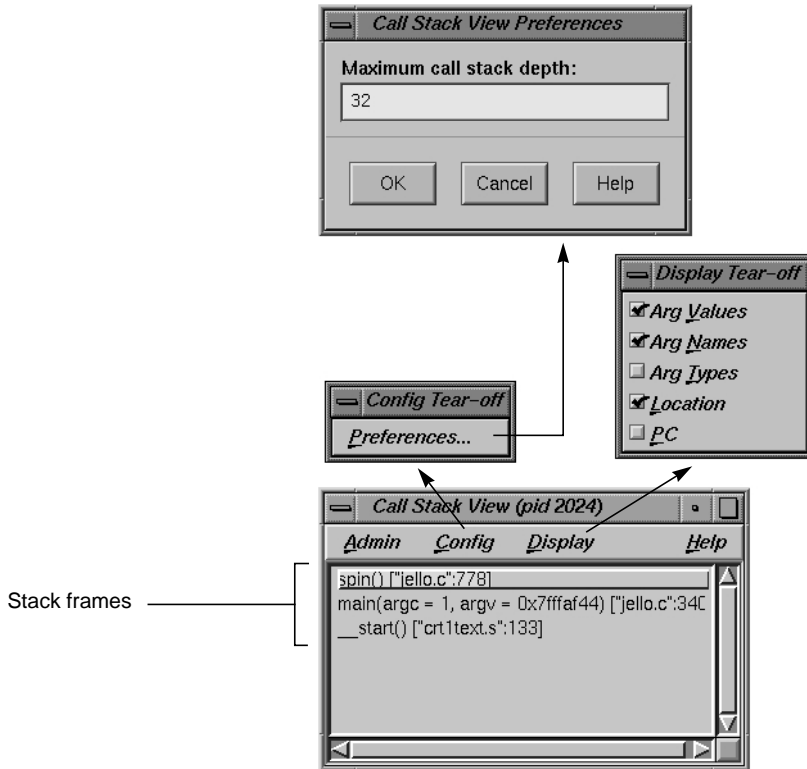 Call Stack View Preferences
Maximum call stack depth:
32
OK Cancel Help
Display Tear-off
Arg Values
Arg Names
Arg Types
Location
PC
Config Tear-off
Preferences...
Call Stack View (pid 2024)
Admin Config Display Help
Stack frames
spin() ["jello.c":778]
main(argc = 1, argv = 0x7fffaf44) ["jello.c":340
__start() ["crt1text.s":133]